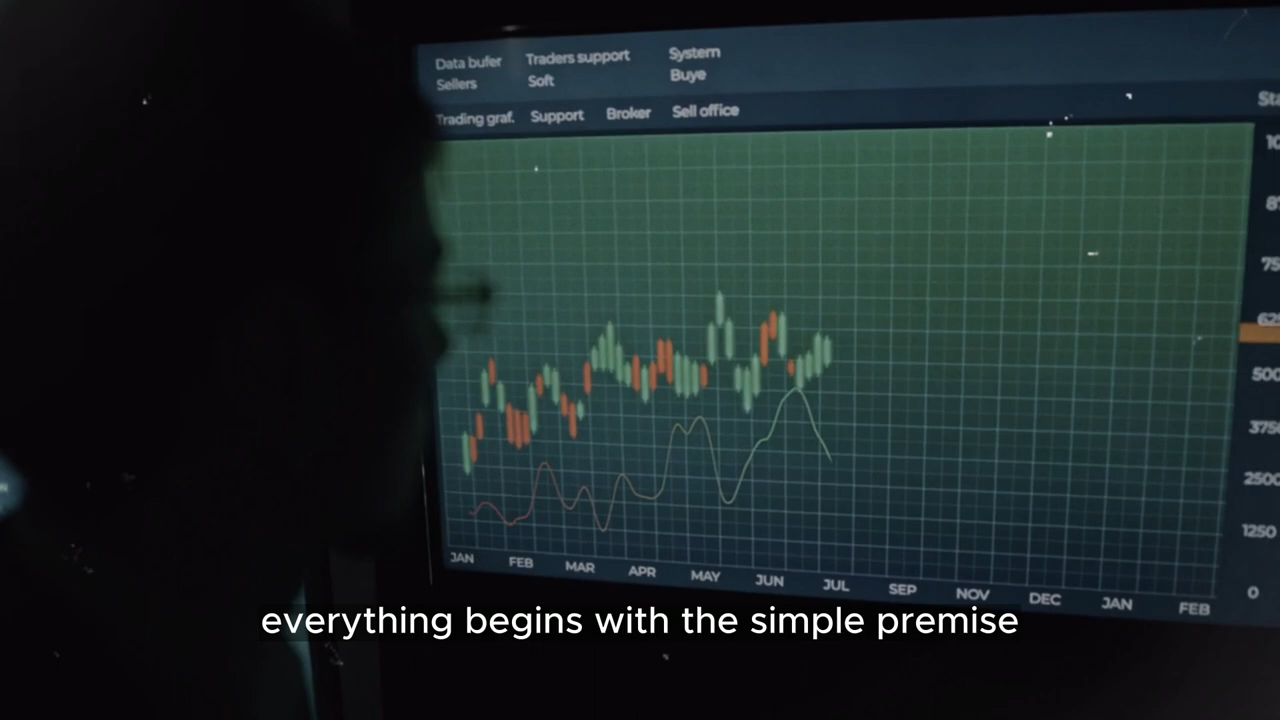 Data bufer Traders support System
Sellers Soft Buye
Trading graf. Support Broker Sell office
500
3750
2500
1250
0
JAN FEB MAR APR MAY JUN JUL SEP NOV DEC JAN FEB
everything begins with the simple premise